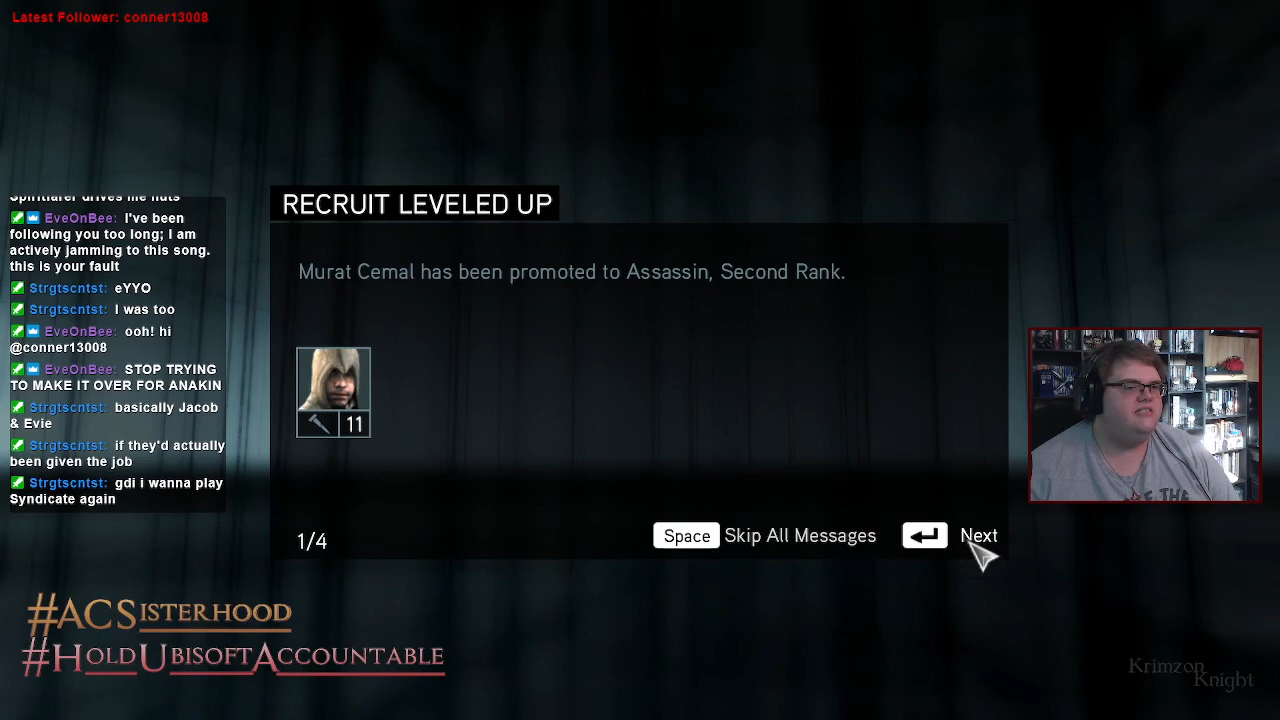 Latest Follower: conner13008
Spiritfarer drives me nuts
EveOnBee: I've been
following you too long; I am
actively jamming to this song.
this is your fault
Strgtscntst: eYYO
Strgtscntst: I was too
EveOnBee: ooh! hi
@conner13008
EveOnBee: STOP TRYING
TO MAKE IT OVER FOR ANAKIN
Strgtscntst: basically Jacob
& Evie
Strgtscntst: if they'd actually
been given the job
Strgtscntst: gdi i wanna play
Syndicate again
RECRUIT LEVELED UP
Murat Cemal has been promoted to Assassin, Second Rank.
11
1/4
Space Skip All Messages Next
#ACSISTERHOOD
#HOLDUBISOFTACCOUNTABLE
Krimzon
Knight